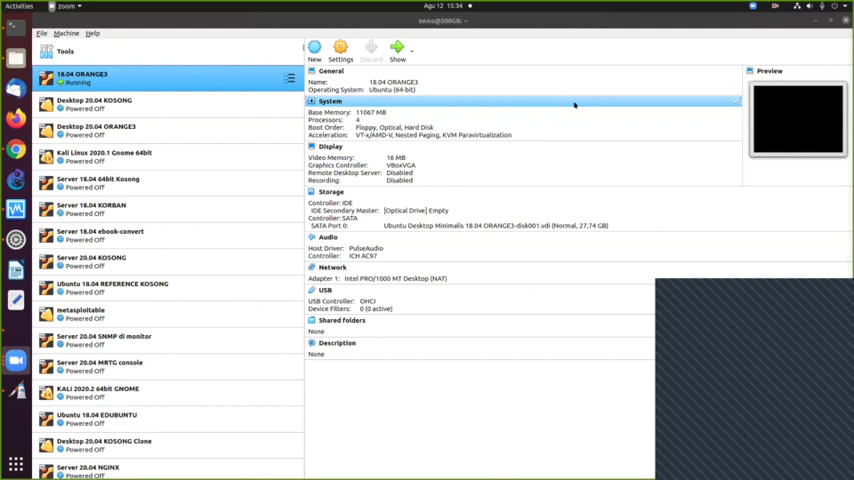 Activities
zoom
Agu 12 15:34
onno@500GB: ~
File Machine Help
Tools
New
Settings
Discard
Show
18.04 ORANGE3
Running
Desktop 20.04 KOSONG
Powered Off
Desktop 20.04 ORANGE3
Powered Off
Kali Linux 2020.1 Gnome 64bit
Powered Off
Server 18.04 64bit Kosong
Powered Off
Server 18.04 KORBAN
Powered Off
Server 18.04 ebook-convert
Powered Off
Server 20.04 KOSONG
Powered Off
Ubuntu 18.04 REFERENCE KOSONG
Powered Off
metasploitable
Powered Off
Server 20.04 SNMP di monitor
Powered Off
Server 20.04 MRTG console
Powered Off
KALI 2020.2 64bit GNOME
Powered Off
Ubuntu 18.04 EDUBUNTU
Powered Off
Desktop 20.04 KOSONG Clone
Powered Off
Server 20.04 NGINX
Powered Off
General
Name: 18.04 ORANGE3
Operating System: Ubuntu (64-bit)
System
Base Memory: 11067 MB
Processors: 4
Boot Order: Floppy, Optical, Hard Disk
Acceleration: VT-x/AMD-V, Nested Paging, KVM Paravirtualization
Display
Video Memory: 16 MB
Graphics Controller: VBoxVGA
Remote Desktop Server: Disabled
Recording: Disabled
Storage
Controller: IDE
IDE Secondary Master: [Optical Drive] Empty
Controller: SATA
SATA Port 0: Ubuntu Desktop Minimalis 18.04 ORANGE3-disk001.vdi (Normal, 27,74 GB)
Audio
Host Driver: PulseAudio
Controller: ICH AC97
Network
Adapter 1: Intel PRO/1000 MT Desktop (NAT)
USB
USB Controller: OHCI
Device Filters: 0 (0 active)
Shared folders
None
Description
None
Preview